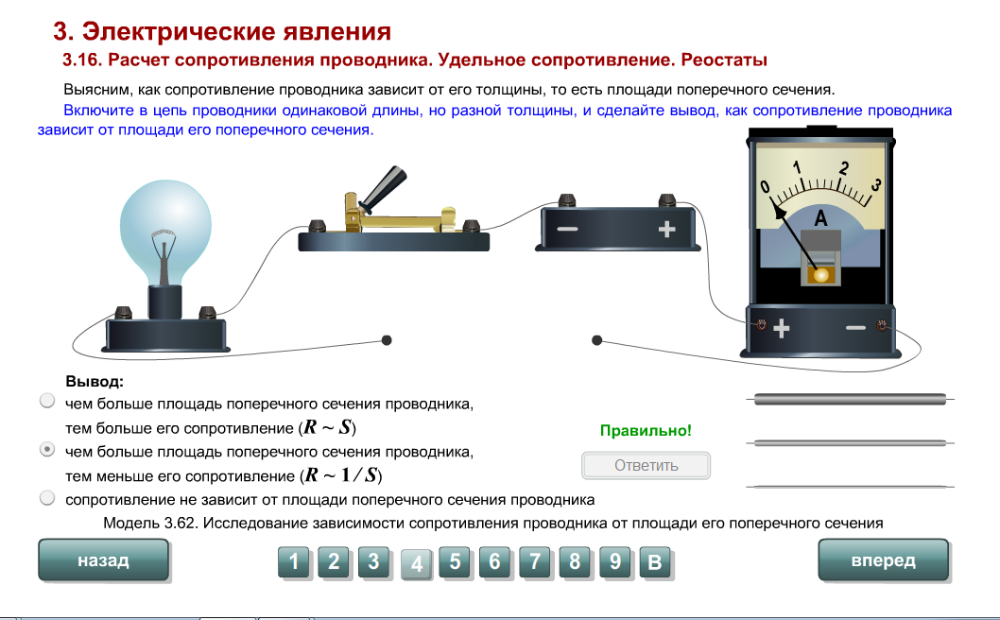 3. Электрические явления
3.16. Расчет сопротивления проводника. Удельное сопротивление. Реостаты
Выясним, как сопротивление проводника зависит от его толщины, то есть площади поперечного сечения.
Включите в цепь проводники одинаковой длины, но разной толщины, и сделайте вывод, как сопротивление проводника
зависит от площади его поперечного сечения.
0 1 2 3
A
− +
+ −
Вывод:
чем больше площадь поперечного сечения проводника,
тем больше его сопротивление (R ~ S)
чем больше площадь поперечного сечения проводника,
тем меньше его сопротивление (R ~ 1 / S)
сопротивление не зависит от площади поперечного сечения проводника
Правильно!
Ответить
Модель 3.62. Исследование зависимости сопротивления проводника от площади его поперечного сечения
назад
1 2 3 4 5 6 7 8 9 В
вперед